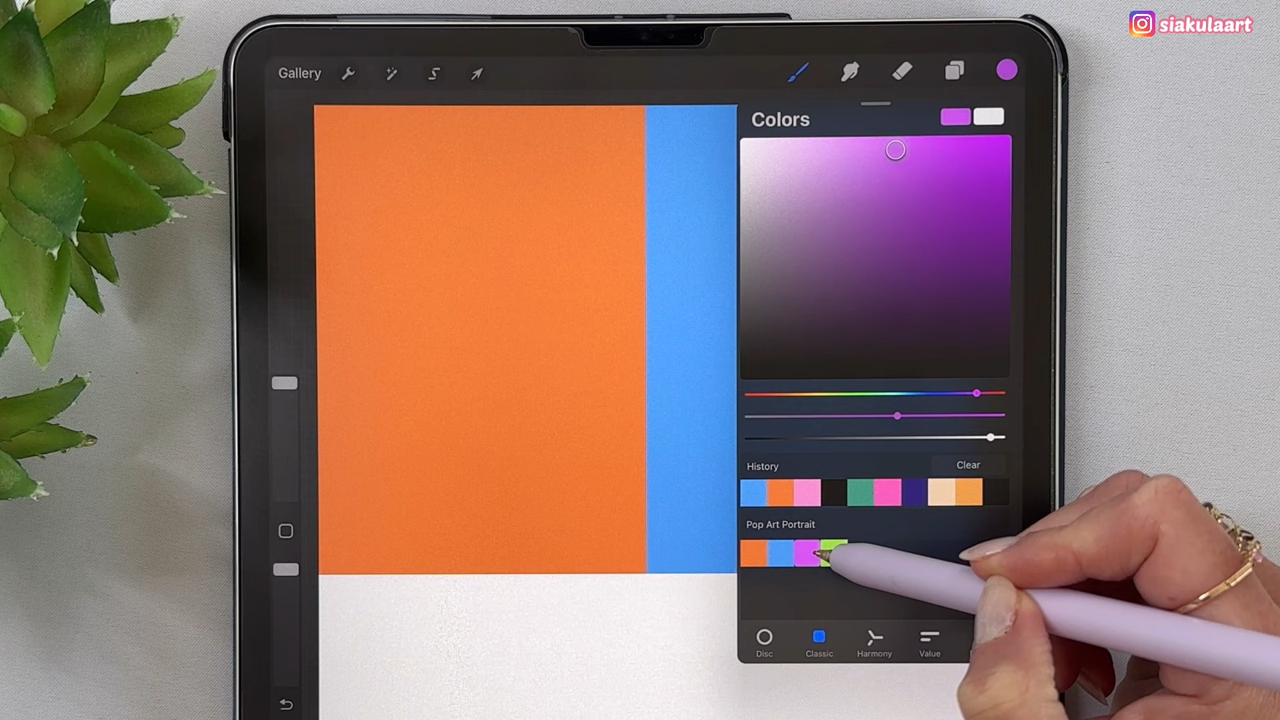 siakulaart
Gallery
Colors
History
Clear
Pop Art Portrait
Disc
Classic
Harmony
Value